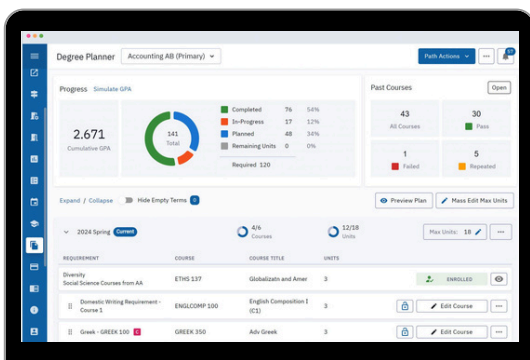 Degree Planner
Accounting AB (Primary)
Path Actions
Progress Simulate GPA
2.671
Cumulative GPA
141
Total
Completed 76 54%
In-Progress 17 12%
Planned 48 34%
Remaining Units 0 0%
Required 120
Past Courses
Open
43
All Courses
30
Pass
1
Failed
5
Repeated
Expand / Collapse
Hide Empty Terms
Preview Plan
Mass Edit Max Units
2024 Spring Current
4/6
Courses
12/18
Units
Max Units: 18
REQUIREMENT COURSE COURSE TITLE UNITS
Diversity
Social Science Courses from AA
ETHS 137
Globalizatn and Amer
3
ENROLLED
Domestic Writing Requirement -
Course 1
ENGLCOMP 100
English Composition I
(C1)
3
Edit Course
Greek - GREEK 100
GREEK 350
Adv Greek
3
Edit Course